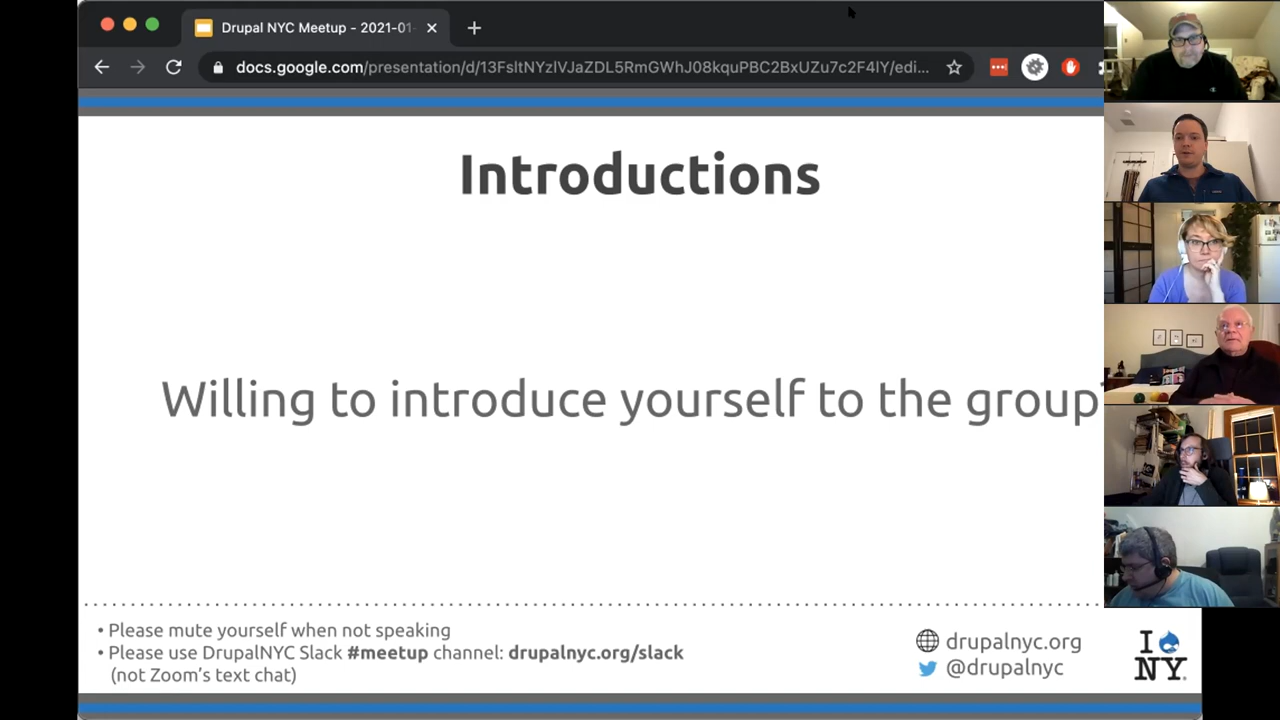 Drupal NYC Meetup - 2021-01-
docs.google.com/presentation/d/13FsltNYzlVJaZDL5RmGWhJ08kquPBC2BxUZu7c2F4lY/edi...
Introductions
Willing to introduce yourself to the group?
• Please mute yourself when not speaking
• Please use DrupalNYC Slack #meetup channel: drupalnyc.org/slack
(not Zoom's text chat)
drupalnyc.org
@drupalnyc
I
NY.